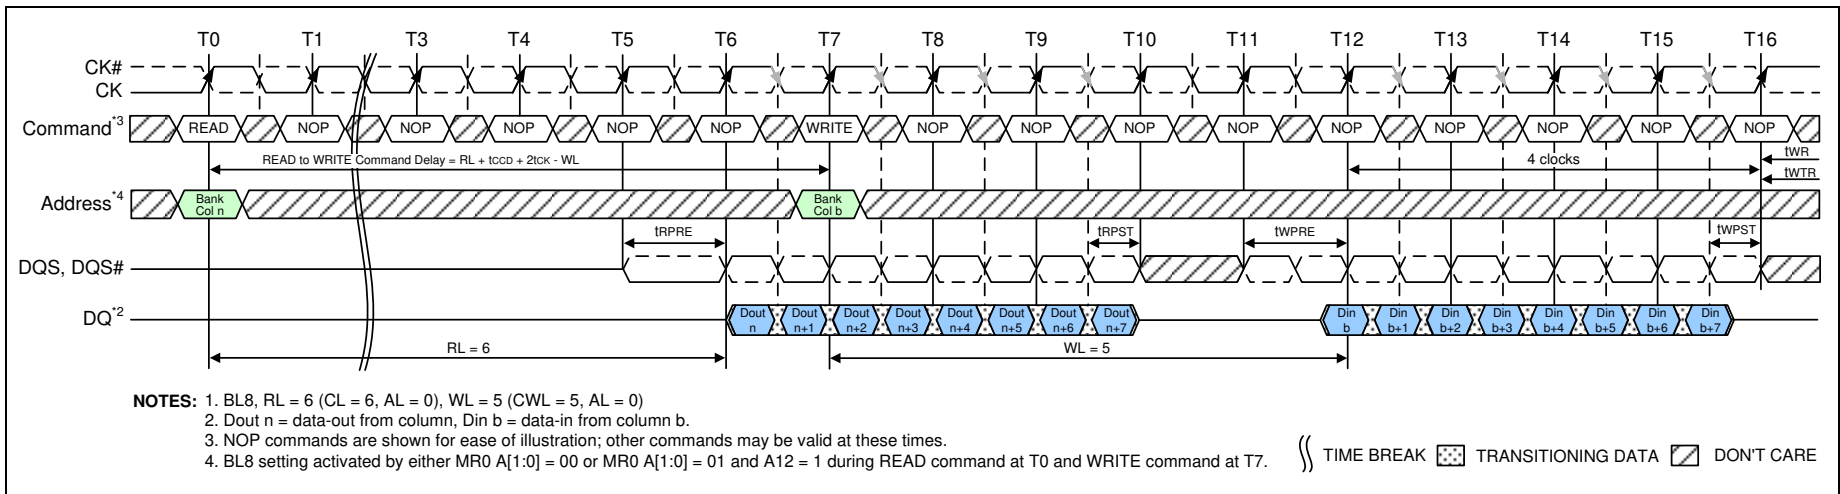 T0 T1 T3 T4 T5 T6 T7 T8 T9 T10 T11 T12 T13 T14 T15 T16
CK#
CK
Command*3 READ NOP NOP NOP NOP NOP WRITE NOP NOP NOP NOP NOP NOP NOP NOP NOP
READ to WRITE Command Delay = RL + tCCD + 2tCK - WL 4 clocks tWR
tWTR
Address*4 Bank Col n Bank Col b
tRPRE tRPST tWPRE tWPST
DQS, DQS#
DQ*2 Dout n Dout n+1 Dout n+2 Dout n+3 Dout n+4 Dout n+5 Dout n+6 Dout n+7 Din b Din b+1 Din b+2 Din b+3 Din b+4 Din b+5 Din b+6 Din b+7
RL = 6 WL = 5
NOTES: 1. BL8, RL = 6 (CL = 6, AL = 0), WL = 5 (CWL = 5, AL = 0)
2. Dout n = data-out from column, Din b = data-in from column b.
3. NOP commands are shown for ease of illustration; other commands may be valid at these times.
4. BL8 setting activated by either MR0 A[1:0] = 00 or MR0 A[1:0] = 01 and A12 = 1 during READ command at T0 and WRITE command at T7.
TIME BREAK TRANSITIONING DATA DON'T CARE